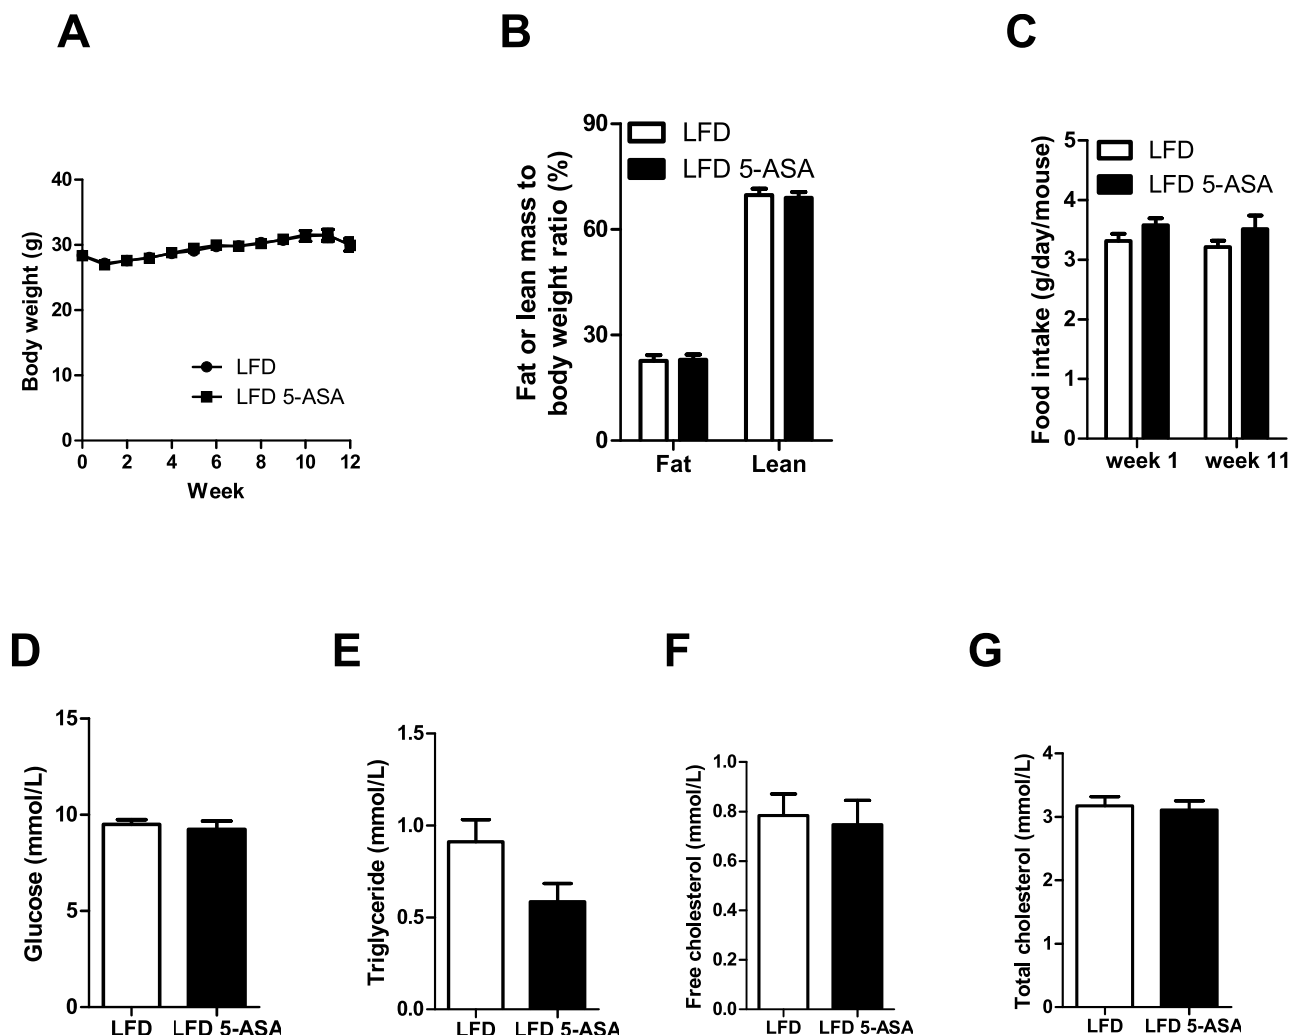 A
B
C
40
30
20
10
0
Body weight (g)
LFD
LFD 5-ASA
0 2 4 6 8 10 12
Week
90
60
30
0
Fat or lean mass to
body weight ratio (%)
LFD
LFD 5-ASA
Fat Lean
5
4
3
2
1
0
Food intake (g/day/mouse)
LFD
LFD 5-ASA
week 1 week 11
D
E
F
G
15
10
5
0
Glucose (mmol/L)
LFD LFD 5-ASA
1.5
1.0
0.5
0.0
Triglyceride (mmol/L)
LFD LFD 5-ASA
1.0
0.8
0.6
0.4
0.2
0.0
Free cholesterol (mmol/L)
LFD LFD 5-ASA
4
3
2
1
0
Total cholesterol (mmol/L)
LFD LFD 5-ASA